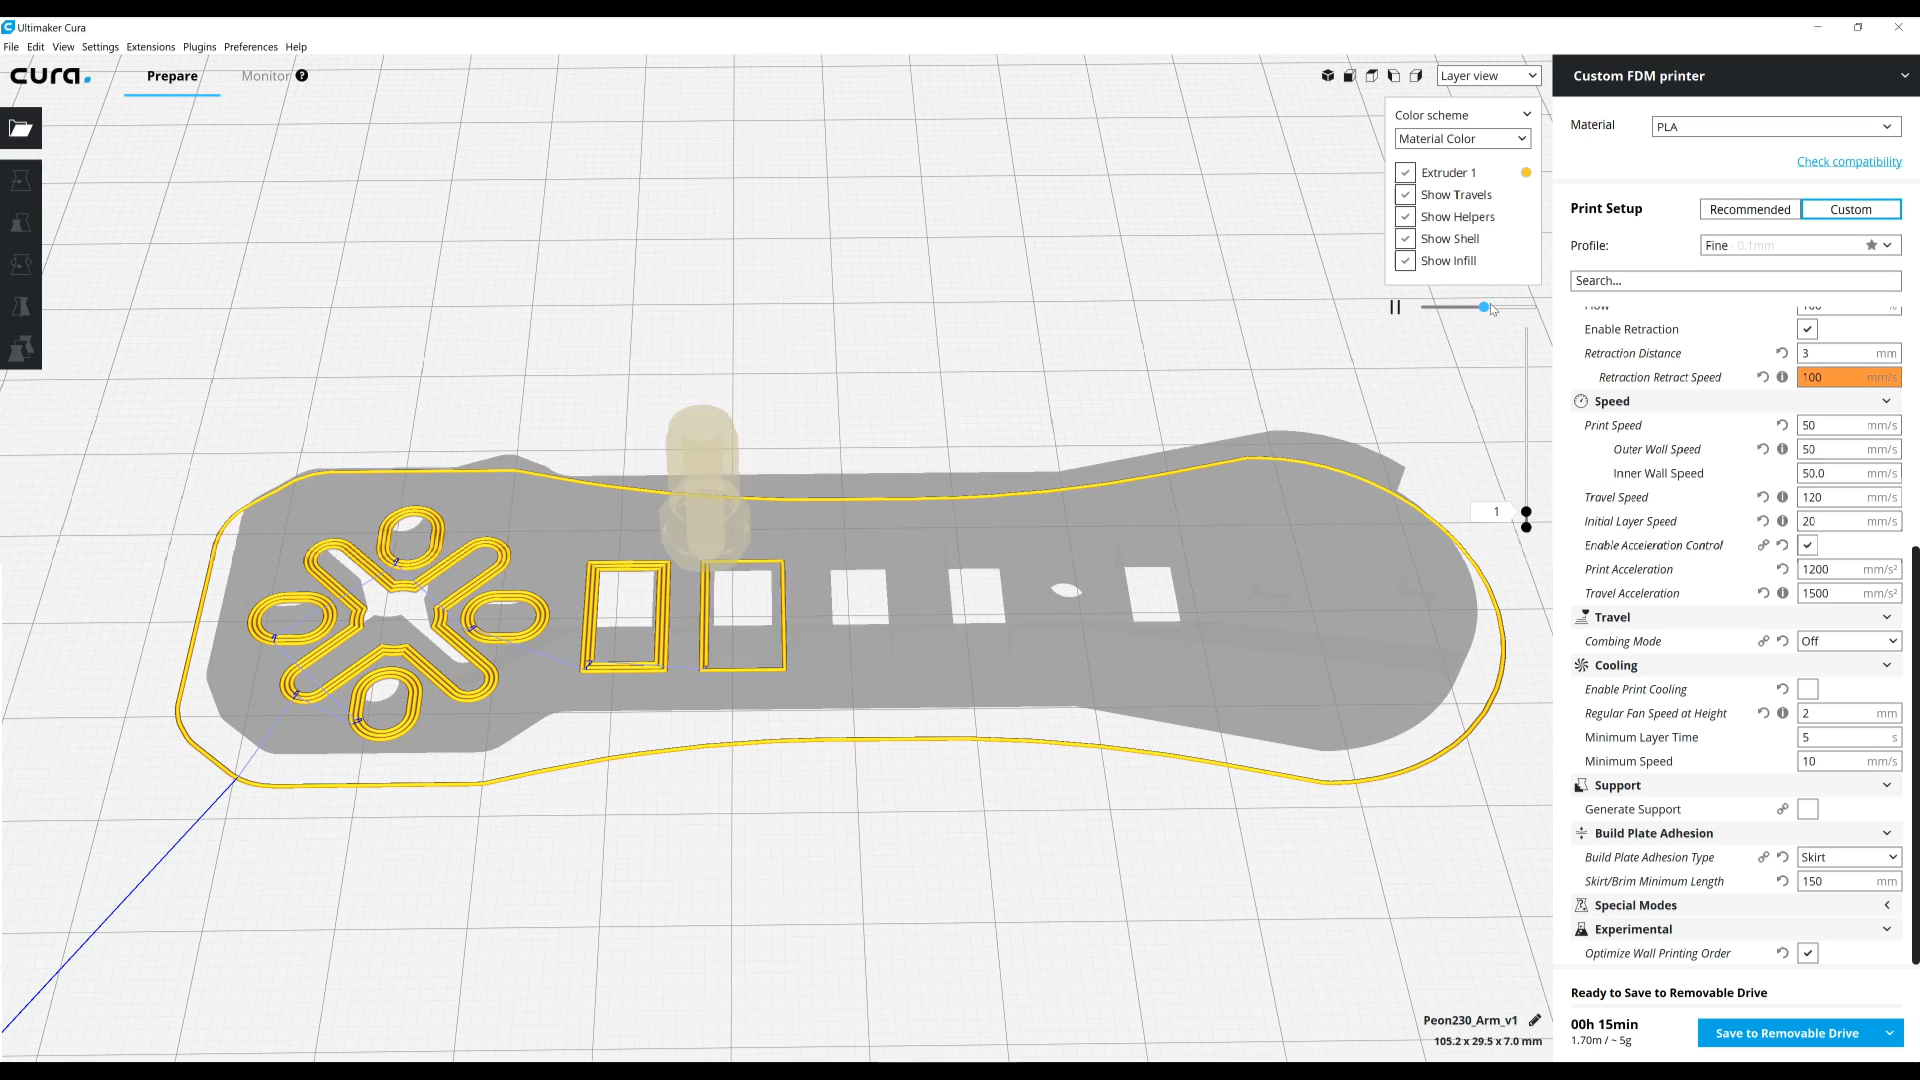 Ultimaker Cura
File Edit View Settings Extensions Plugins Preferences Help
cura.
Prepare
Monitor ?
Layer view
Color scheme
Material Color
Extruder 1
Show Travels
Show Helpers
Show Shell
Show Infill
1
Peon230_Arm_v1
105.2 x 29.5 x 7.0 mm
Custom FDM printer
Material PLA
Check compatibility
Print Setup Recommended Custom
Profile: Fine - 0.1mm
Search...
Flow 100 %
Enable Retraction
Retraction Distance 3 mm
Retraction Retract Speed 100 mm/s
Speed
Print Speed 50 mm/s
Outer Wall Speed 50 mm/s
Inner Wall Speed 50.0 mm/s
Travel Speed 120 mm/s
Initial Layer Speed 20 mm/s
Enable Acceleration Control
Print Acceleration 1200 mm/s²
Travel Acceleration 1500 mm/s²
Travel
Combing Mode Off
Cooling
Enable Print Cooling
Regular Fan Speed at Height 2 mm
Minimum Layer Time 5 s
Minimum Speed 10 mm/s
Support
Generate Support
Build Plate Adhesion
Build Plate Adhesion Type Skirt
Skirt/Brim Minimum Length 150 mm
Special Modes
Experimental
Optimize Wall Printing Order
Ready to Save to Removable Drive
00h 15min
1.70m / ~ 5g
Save to Removable Drive